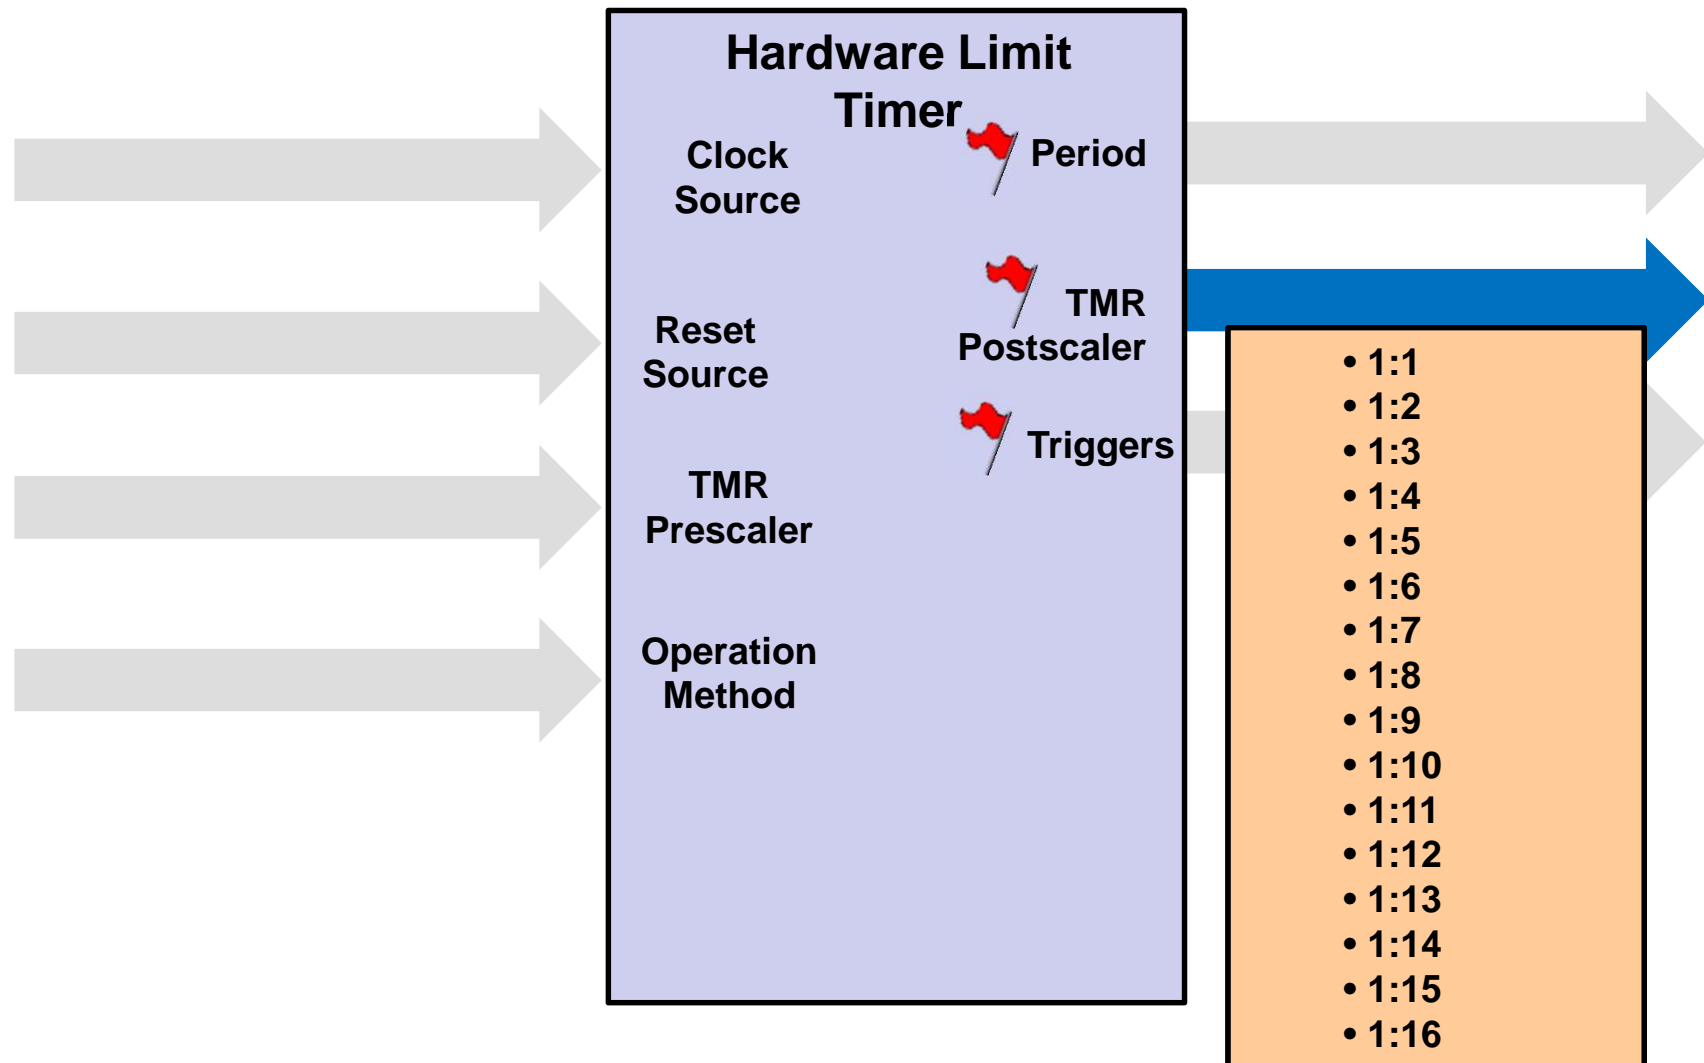 Hardware Limit
Timer
Clock
Source
Reset
Source
TMR
Prescaler
Operation
Method
Period
TMR
Postscaler
Triggers
• 1:1
• 1:2
• 1:3
• 1:4
• 1:5
• 1:6
• 1:7
• 1:8
• 1:9
• 1:10
• 1:11
• 1:12
• 1:13
• 1:14
• 1:15
• 1:16